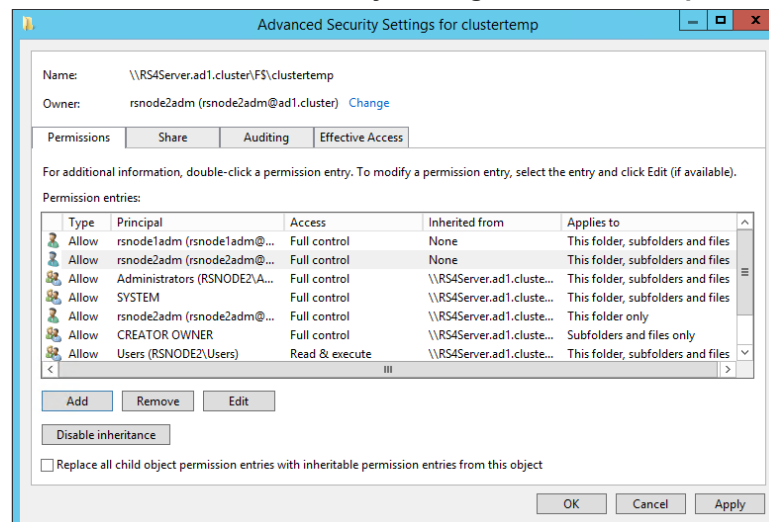 Advanced Security Settings for clustertemp
Name: \\RS4Server.ad1.cluster\F$\clustertemp
Owner: rsnode2adm (rsnode2adm@ad1.cluster) Change
Permissions Share Auditing Effective Access
For additional information, double-click a permission entry. To modify a permission entry, select the entry and click Edit (if available).
Permission entries:
Type Principal Access Inherited from Applies to
Allow rsnode1adm (rsnode1adm@... Full control None This folder, subfolders and files
Allow rsnode2adm (rsnode2adm@... Full control None This folder, subfolders and files
Allow Administrators (RSNODE2\A... Full control \\RS4Server.ad1.cluste... This folder, subfolders and files
Allow SYSTEM Full control \\RS4Server.ad1.cluste... This folder, subfolders and files
Allow rsnode2adm (rsnode2adm@... Full control \\RS4Server.ad1.cluste... This folder only
Allow CREATOR OWNER Full control \\RS4Server.ad1.cluste... Subfolders and files only
Allow Users (RSNODE2\Users) Read & execute \\RS4Server.ad1.cluste... This folder, subfolders and files
Add Remove Edit
Disable inheritance
Replace all child object permission entries with inheritable permission entries from this object
OK Cancel Apply